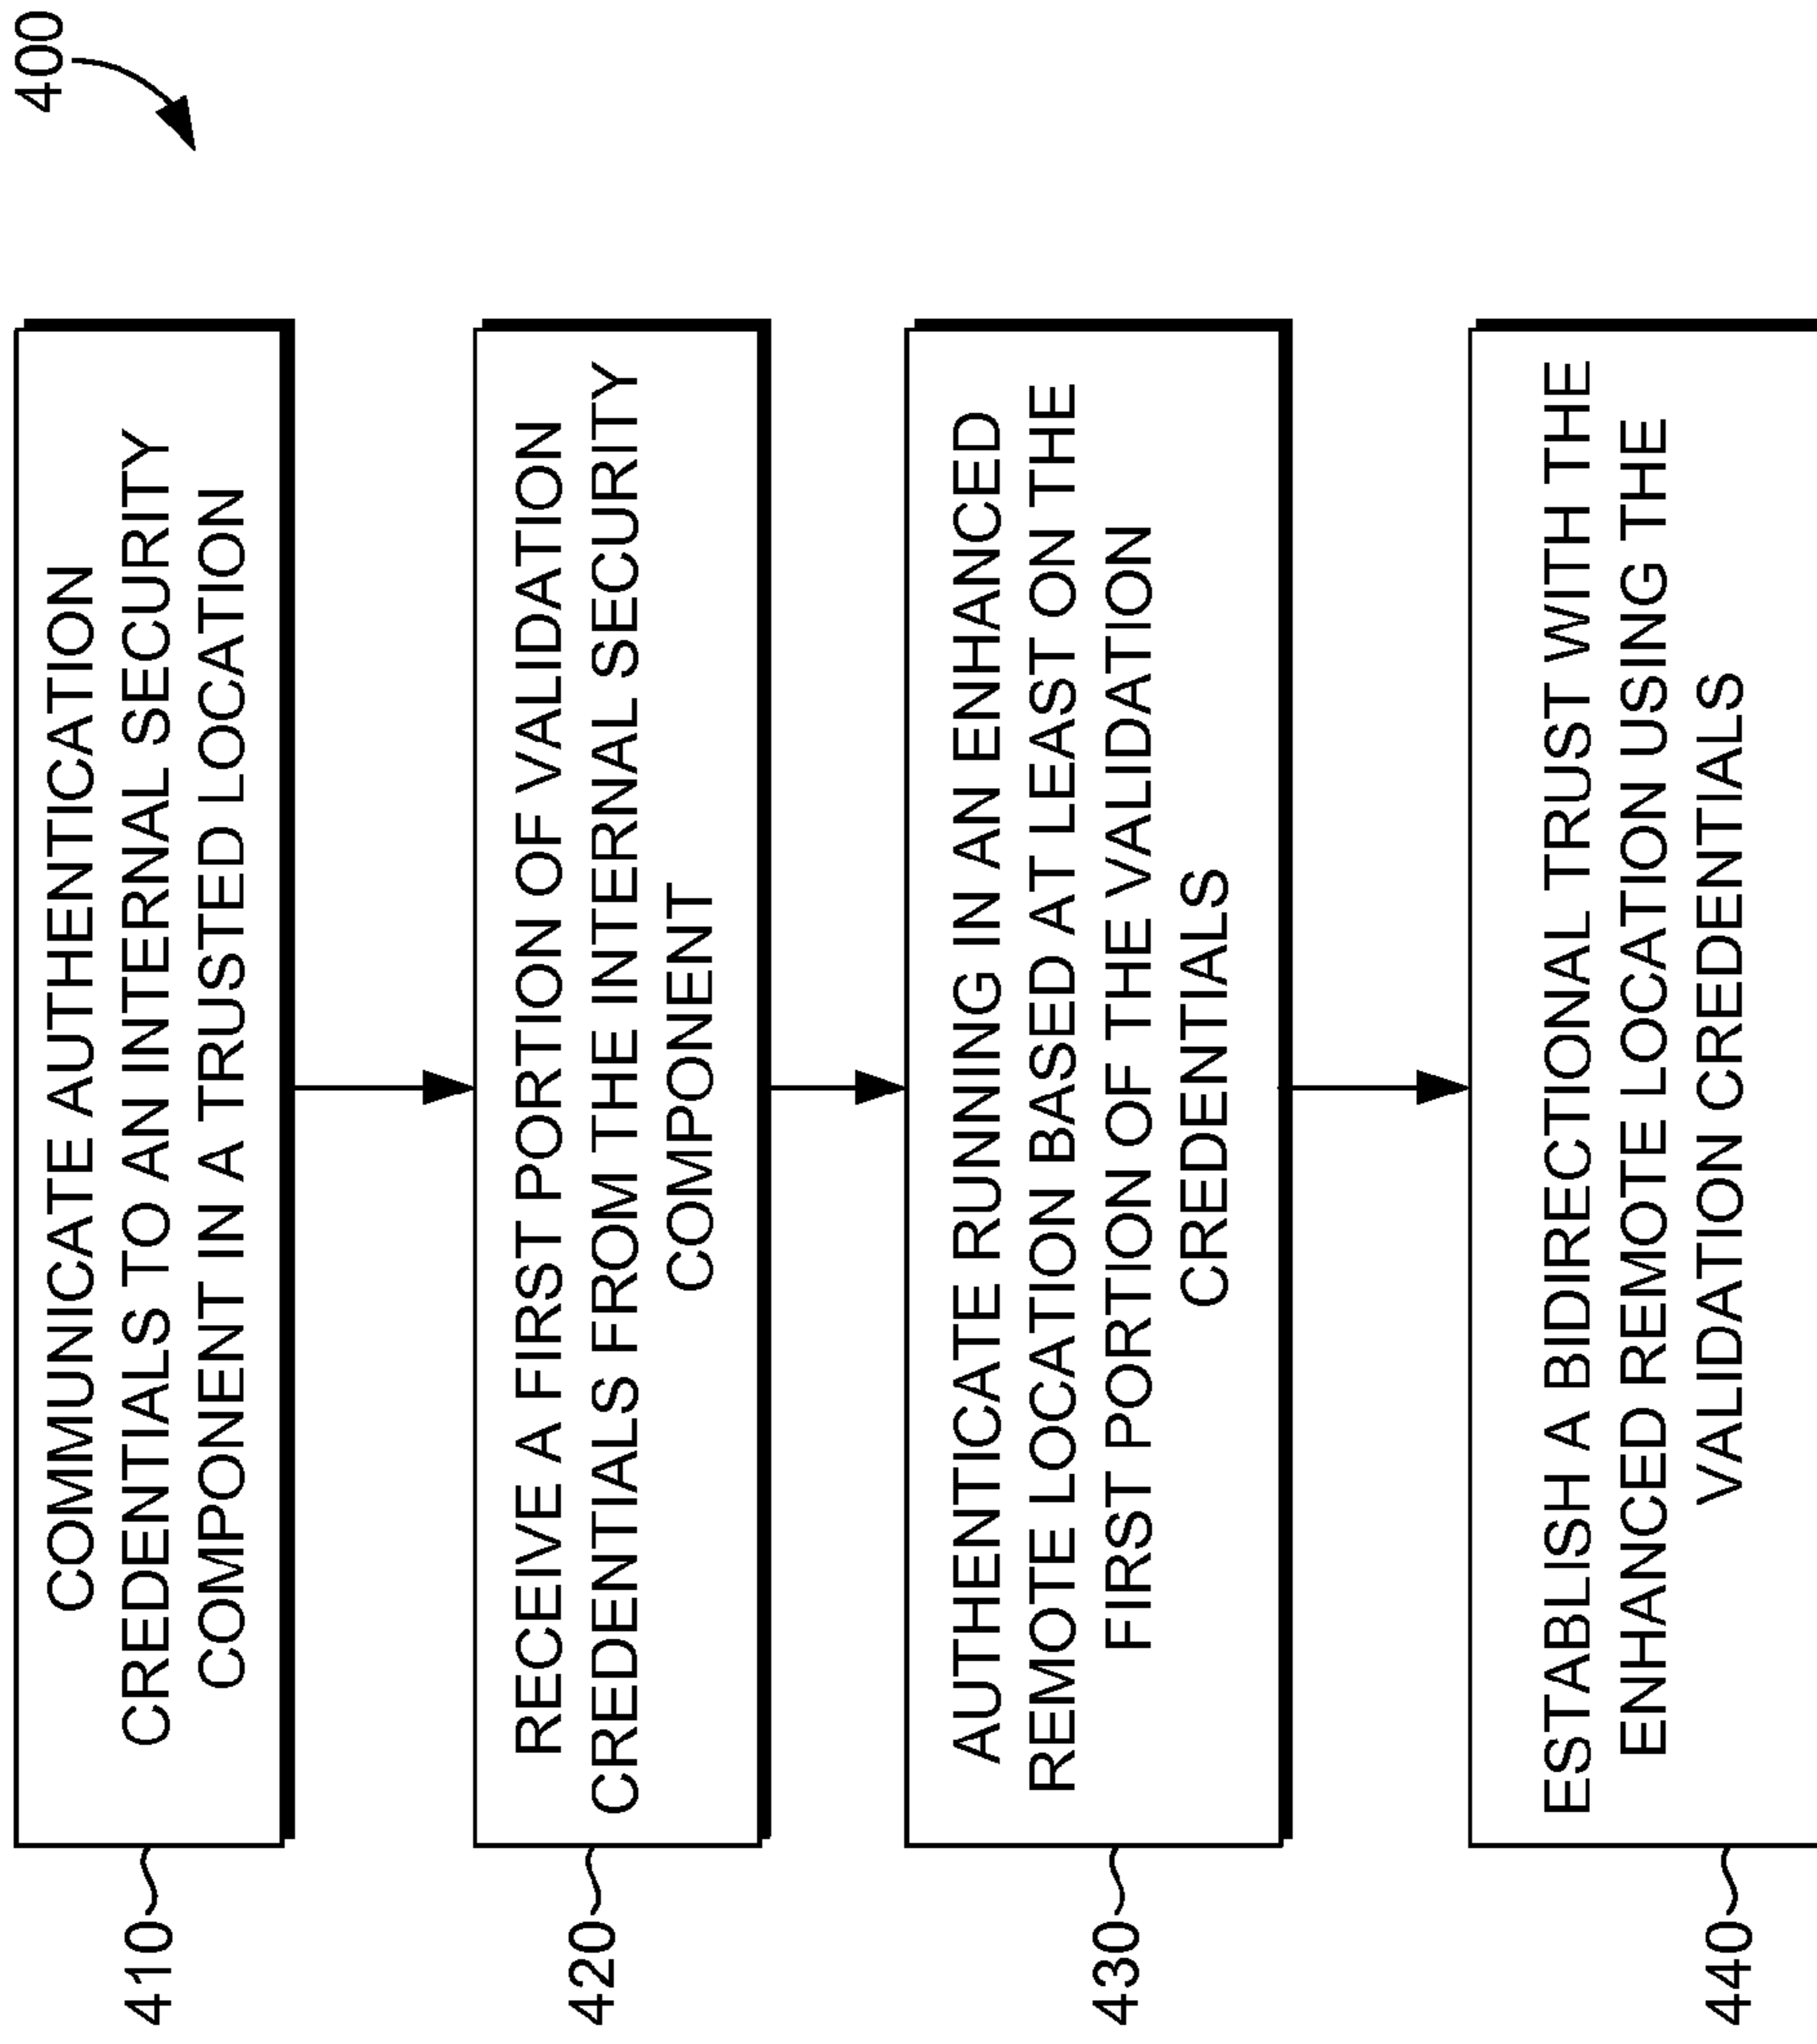 400
410
COMMUNICATE AUTHENTICATION
CREDENTIALS TO AN INTERNAL SECURITY
COMPONENT IN A TRUSTED LOCATION
420
RECEIVE A FIRST PORTION OF VALIDATION
CREDENTIALS FROM THE INTERNAL SECURITY
COMPONENT
430
AUTHENTICATE RUNNING IN AN ENHANCED
REMOTE LOCATION BASED AT LEAST ON THE
FIRST PORTION OF THE VALIDATION
CREDENTIALS
440
ESTABLISH A BIDIRECTIONAL TRUST WITH THE
ENHANCED REMOTE LOCATION USING THE
VALIDATION CREDENTIALS